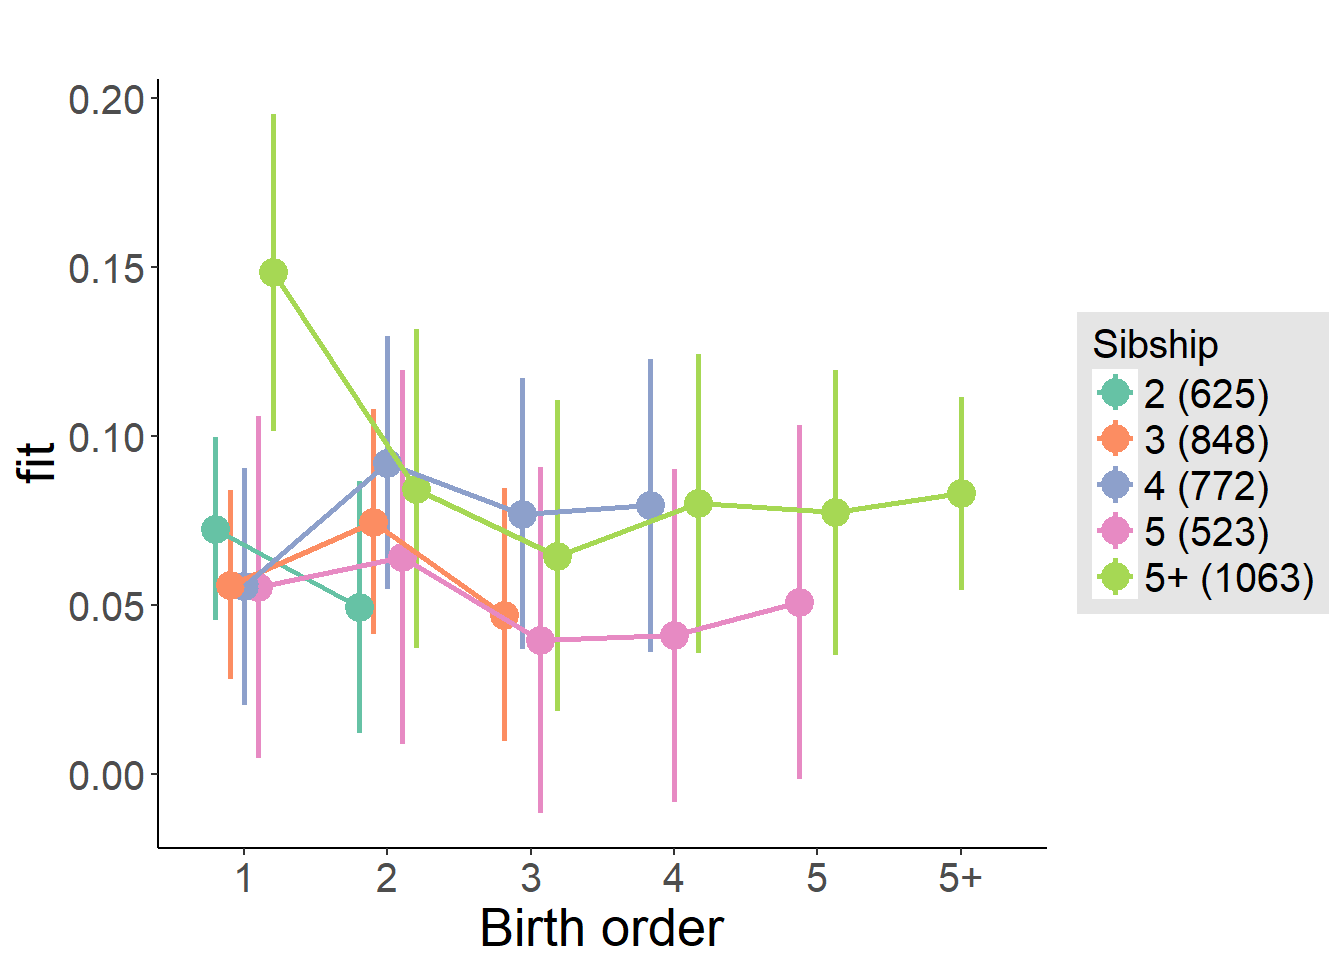 0.20
0.15
0.10
0.05
0.00
fit
1 2 3 4 5 5+
Birth order
Sibship
2 (625)
3 (848)
4 (772)
5 (523)
5+ (1063)